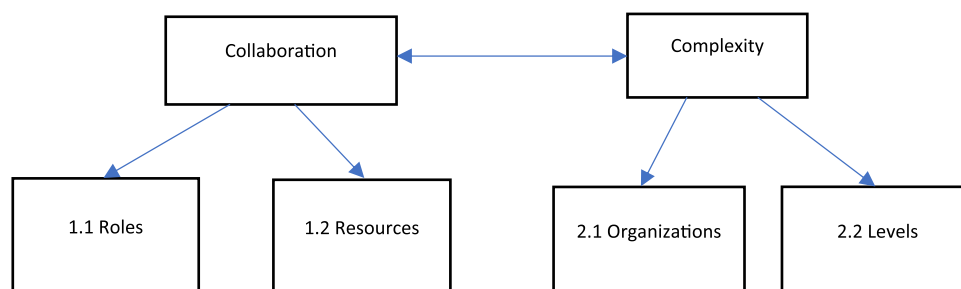 Collaboration
Complexity
1.1 Roles
1.2 Resources
2.1 Organizations
2.2 Levels